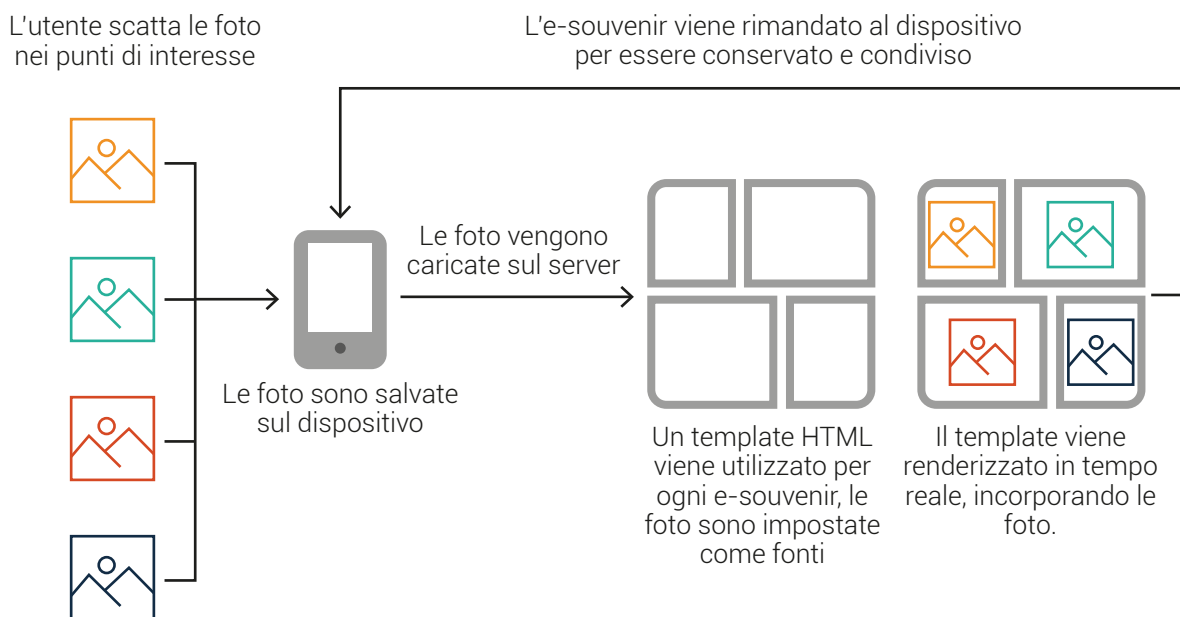 L'utente scatta le foto
nei punti di interesse
L'e-souvenir viene rimandato al dispositivo
per essere conservato e condiviso
Le foto vengono
caricate sul server
Le foto sono salvate
sul dispositivo
Un template HTML
viene utilizzato per
ogni e-souvenir, le
foto sono impostate
come fonti
Il template viene
renderizzato in tempo
reale, incorporando le
foto.